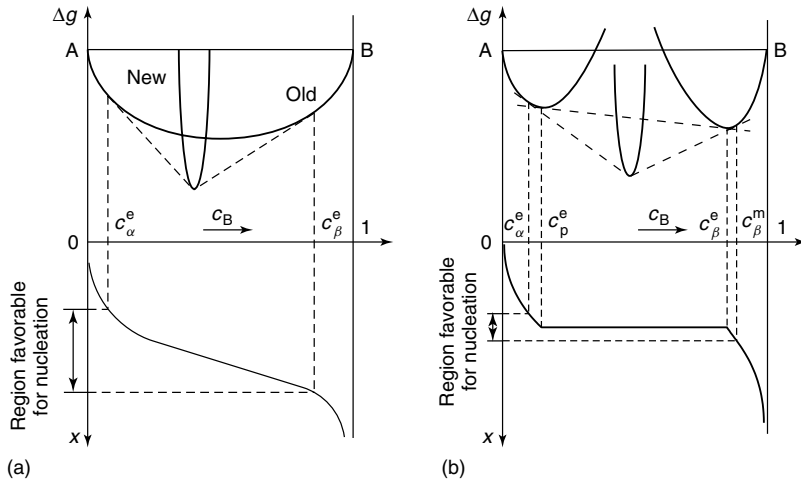 Δg
A
B
New
Old
c_α^e
c_B
c_β^e
0
1
Region favorable
for nucleation
x
(a)
Δg
A
B
c_α^e
c_p^e
c_B
c_β^e
c_β^m
0
1
Region favorable
for nucleation
x
(b)